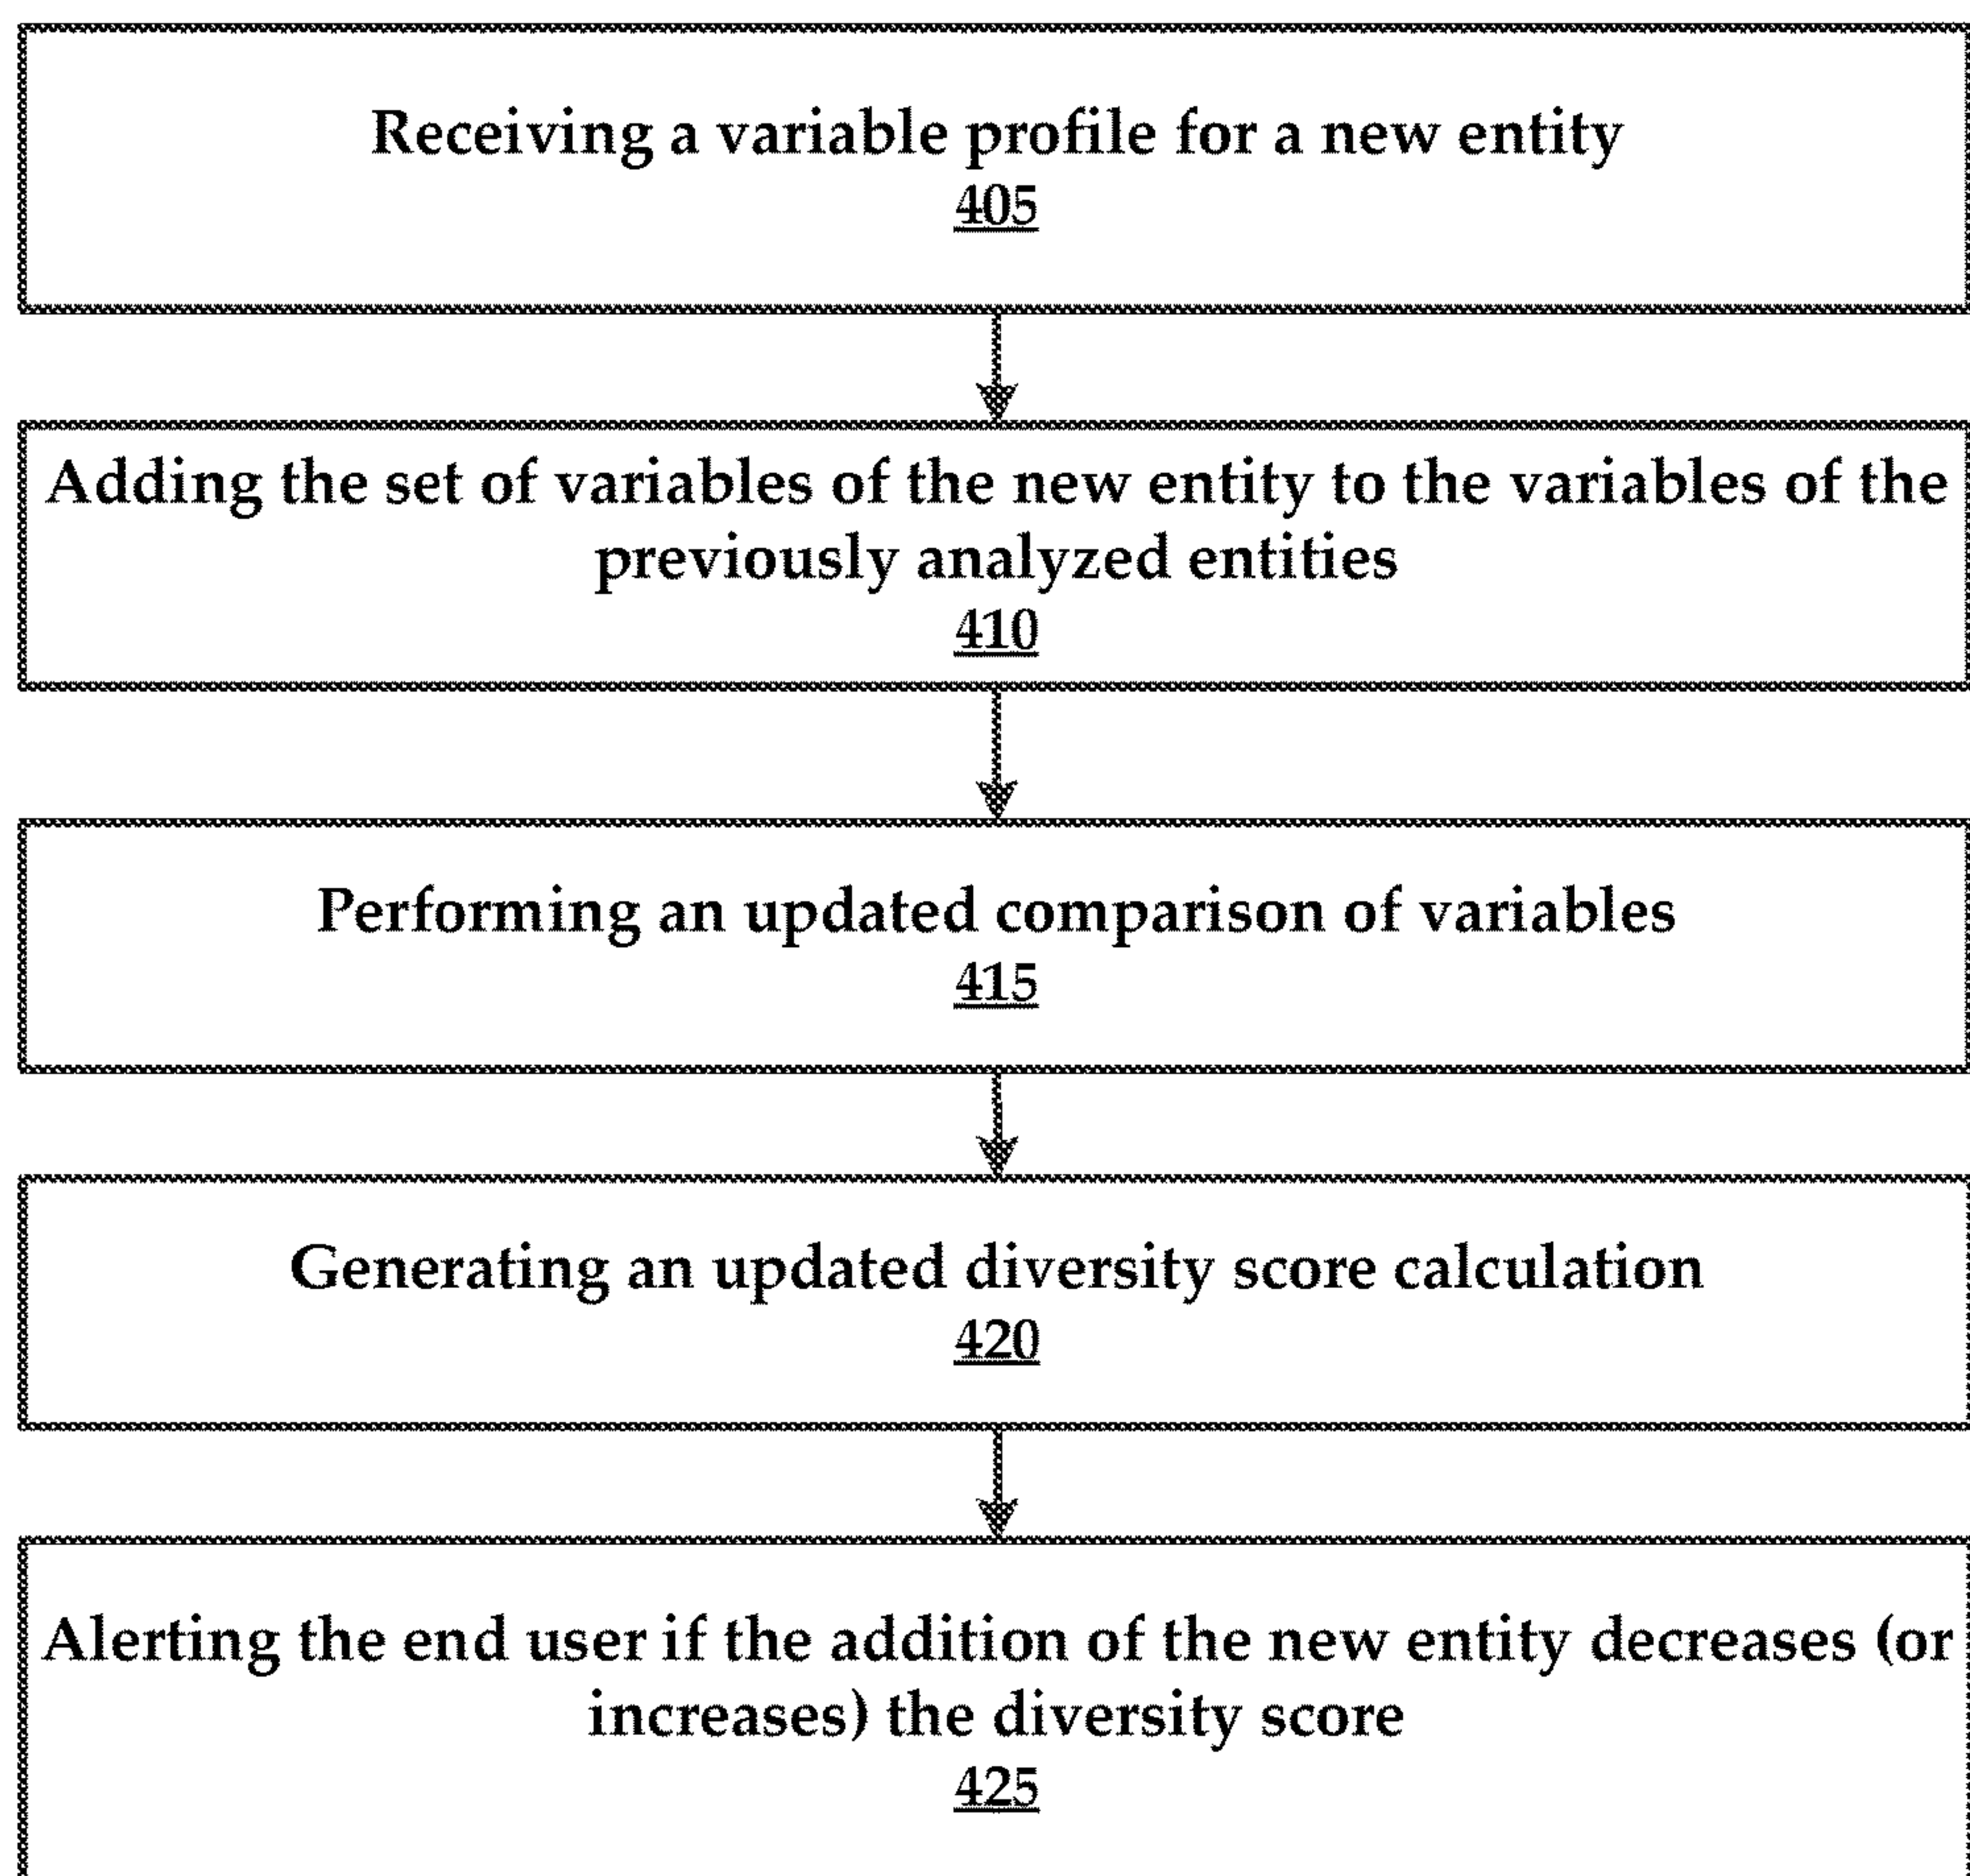 Receiving a variable profile for a new entity
405
Adding the set of variables of the new entity to the variables of the
previously analyzed entities
410
Performing an updated comparison of variables
415
Generating an updated diversity score calculation
420
Alerting the end user if the addition of the new entity decreases (or
increases) the diversity score
425